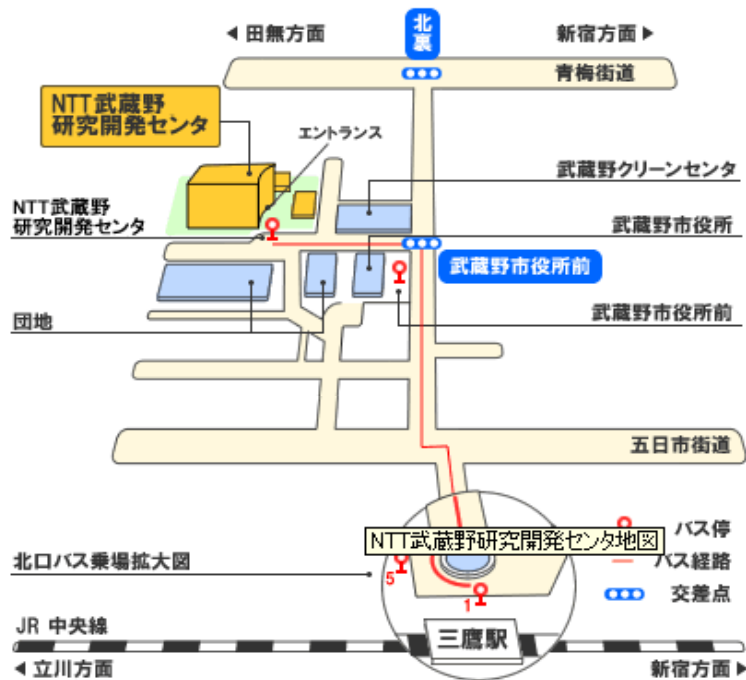 ◀ 田無方面
北裏
新宿方面 ▶
青梅街道
NTT武蔵野
研究開発センタ
エントランス
武蔵野クリーンセンタ
NTT武蔵野
研究開発センタ
武蔵野市役所
武蔵野市役所前
団地
武蔵野市役所前
五日市街道
NTT武蔵野研究開発センタ地図
バス停
北口バス乗場拡大図
5
バス経路
1
交差点
JR 中央線
三鷹駅
◀ 立川方面
新宿方面 ▶